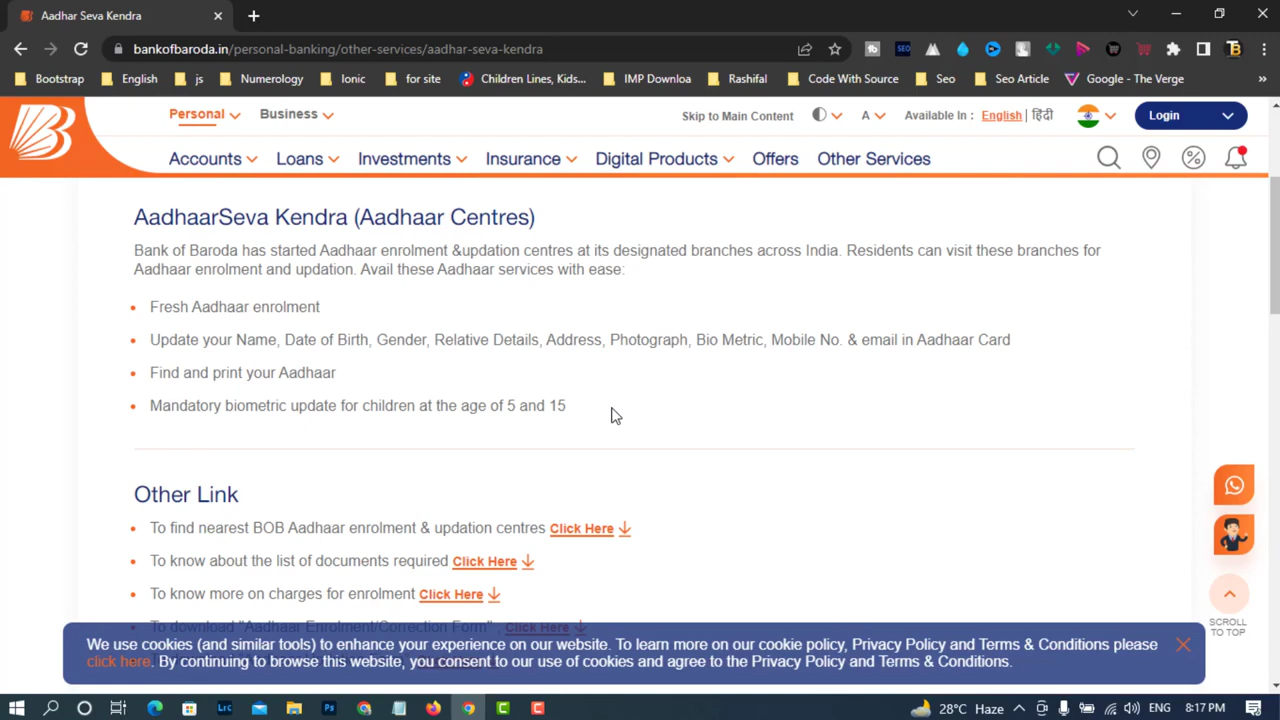 Aadhar Seva Kendra
bankofbaroda.in/personal-banking/other-services/aadhar-seva-kendra
Bootstrap English js Numerology Ionic for site Children Lines, Kids... IMP Downloa Rashifal Code With Source Seo Seo Article Google - The Verge
Personal Business Skip to Main Content A Available In : English | हिंदी Login
Accounts Loans Investments Insurance Digital Products Offers Other Services
AadhaarSeva Kendra (Aadhaar Centres)
Bank of Baroda has started Aadhaar enrolment &updation centres at its designated branches across India. Residents can visit these branches for
Aadhaar enrolment and updation. Avail these Aadhaar services with ease:
Fresh Aadhaar enrolment
Update your Name, Date of Birth, Gender, Relative Details, Address, Photograph, Bio Metric, Mobile No. & email in Aadhaar Card
Find and print your Aadhaar
Mandatory biometric update for children at the age of 5 and 15
Other Link
To find nearest BOB Aadhaar enrolment & updation centres Click Here
To know about the list of documents required Click Here
To know more on charges for enrolment Click Here
To download "Aadhaar Enrolment/Correction Form" , Click Here
SCROLL
TO TOP
We use cookies (and similar tools) to enhance your experience on our website. To learn more on our cookie policy, Privacy Policy and Terms & Conditions please
click here. By continuing to browse this website, you consent to our use of cookies and agree to the Privacy Policy and Terms & Conditions.
Lrc 28°C Haze ENG 8:17 PM